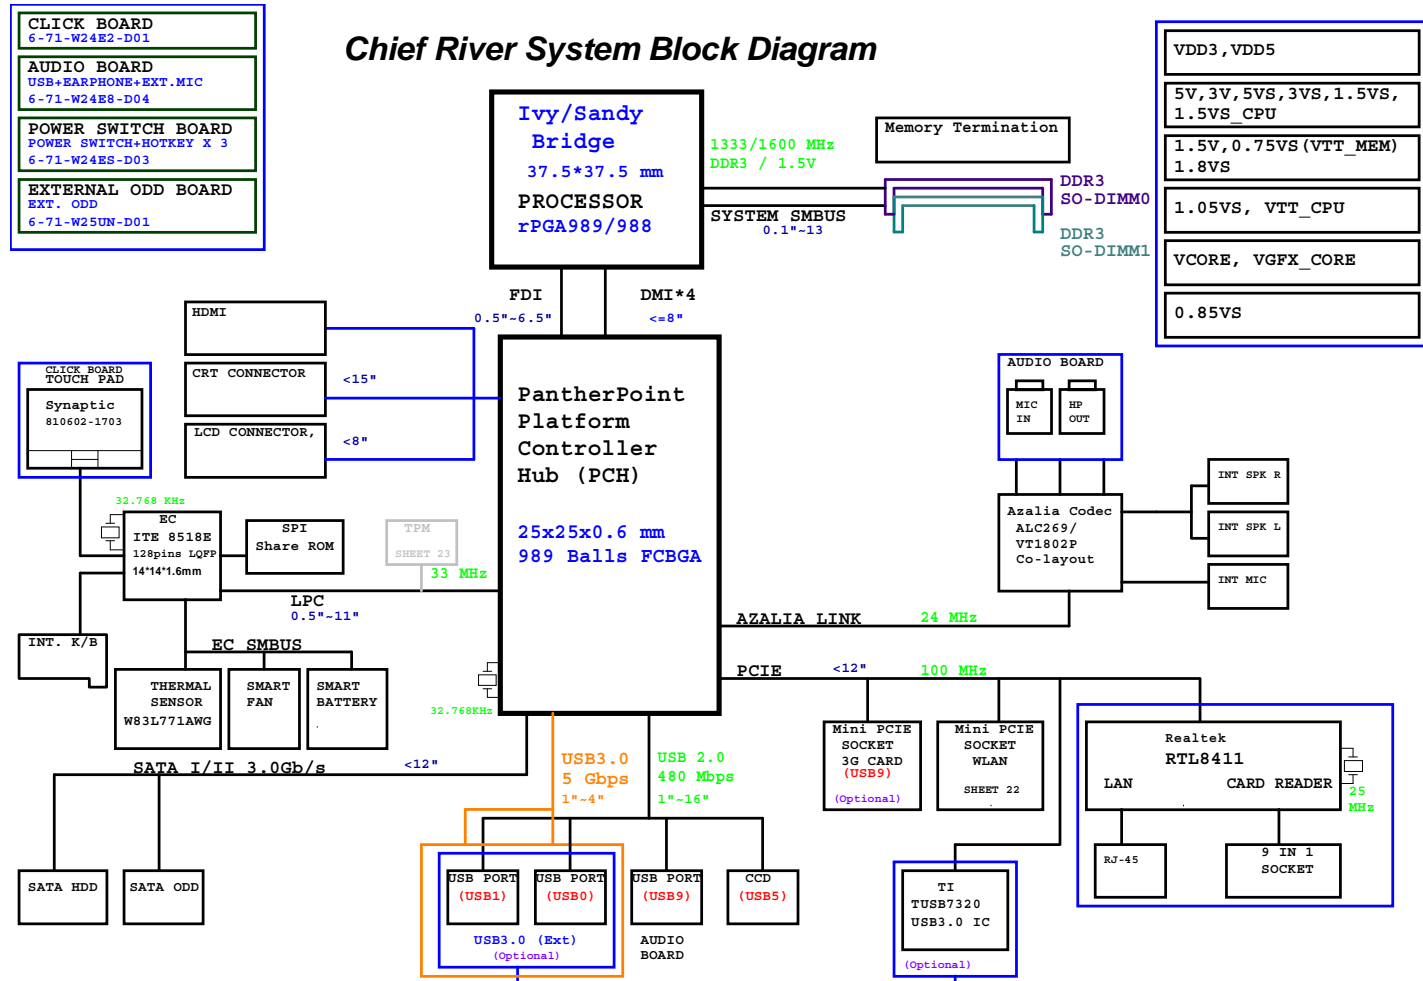 Chief River System Block Diagram
CLICK BOARD
6-71-W24E2-D01
AUDIO BOARD
USB+EARPHONE+EXT.MIC
6-71-W24E8-D04
POWER SWITCH BOARD
POWER SWITCH+HOTKEY X 3
6-71-W24ES-D03
EXTERNAL ODD BOARD
EXT. ODD
6-71-W25UN-D01
Ivy/Sandy
Bridge
37.5*37.5 mm
PROCESSOR
rPGA989/988
1333/1600 MHz
DDR3 / 1.5V
SYSTEM SMBUS
0.1"~13
Memory Termination
DDR3
SO-DIMM0
DDR3
SO-DIMM1
VDD3,VDD5
5V,3V,5VS,3VS,1.5VS,
1.5VS_CPU
1.5V,0.75VS(VTT_MEM)
1.8VS
1.05VS, VTT_CPU
VCORE, VGFX_CORE
0.85VS
FDI
0.5"~6.5"
DMI*4
<=8"
HDMI
CRT CONNECTOR
<15"
LCD CONNECTOR,
<8"
CLICK BOARD
TOUCH PAD
Synaptic
810602-1703
PantherPoint
Platform
Controller
Hub (PCH)
25x25x0.6 mm
989 Balls FCBGA
AUDIO BOARD
MIC
IN
HP
OUT
Azalia Codec
ALC269/
VT1802P
Co-layout
INT SPK R
INT SPK L
INT MIC
32.768 KHz
EC
ITE 8518E
128pins LQFP
14*14*1.6mm
SPI
Share ROM
TPM
SHEET 23
33 MHz
LPC
0.5"~11"
INT. K/B
EC SMBUS
THERMAL
SENSOR
W83L771AWG
SMART
FAN
SMART
BATTERY
.
32.768KHz
AZALIA LINK
24 MHz
PCIE
<12"
100 MHz
Mini PCIE
SOCKET
3G CARD
(USB9)
(Optional)
Mini PCIE
SOCKET
WLAN
SHEET 22
.
Realtek
RTL8411
LAN
CARD READER
.
25
MHz
RJ-45
9 IN 1
SOCKET
SATA I/II 3.0Gb/s
<12"
SATA HDD
SATA ODD
USB3.0
5 Gbps
1"~4"
USB 2.0
480 Mbps
1"~16"
USB PORT
(USB1)
USB PORT
(USB0)
USB PORT
(USB9)
CCD
(USB5)
USB3.0 (Ext)
(Optional)
AUDIO
BOARD
TI
TUSB7320
USB3.0 IC
(Optional)